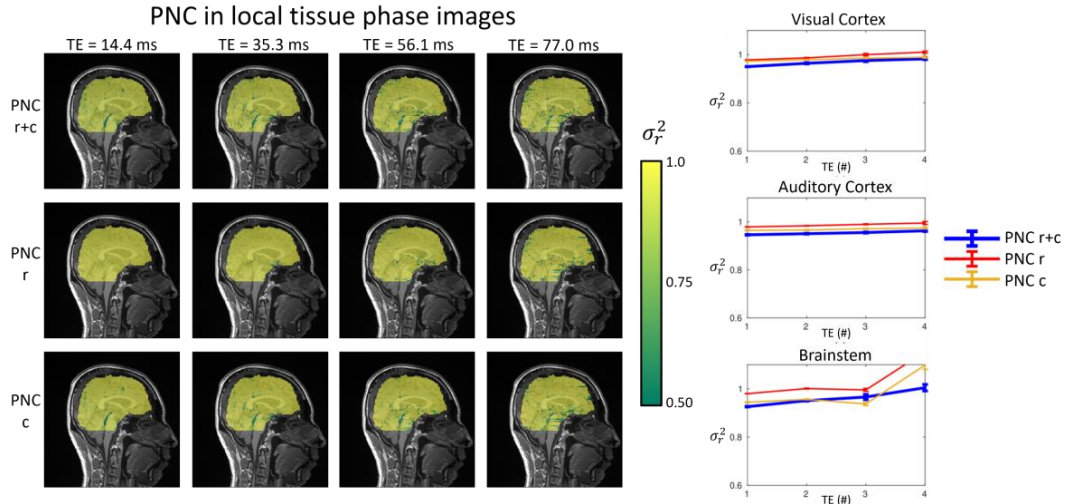 PNC in local tissue phase images
TE = 14.4 ms
TE = 35.3 ms
TE = 56.1 ms
TE = 77.0 ms
PNC
r+c
PNC
r
PNC
c
σ_r^2
1.0
0.75
0.50
Visual Cortex
1
0.8
0.6
σ_r^2
1
2
3
4
TE (#)
Auditory Cortex
1
0.8
0.6
σ_r^2
1
2
3
4
TE (#)
Brainstem
1
0.8
0.6
σ_r^2
1
2
3
4
TE (#)
PNC r+c
PNC r
PNC c